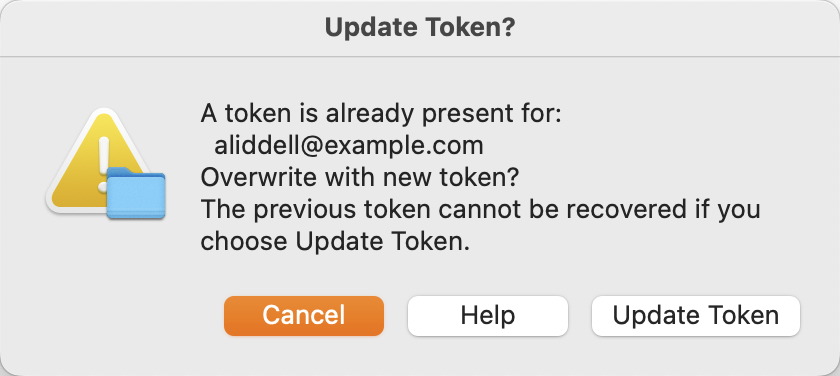 Update Token?
A token is already present for:
aliddell@example.com
Overwrite with new token?
The previous token cannot be recovered if you
choose Update Token.
Cancel Help Update Token